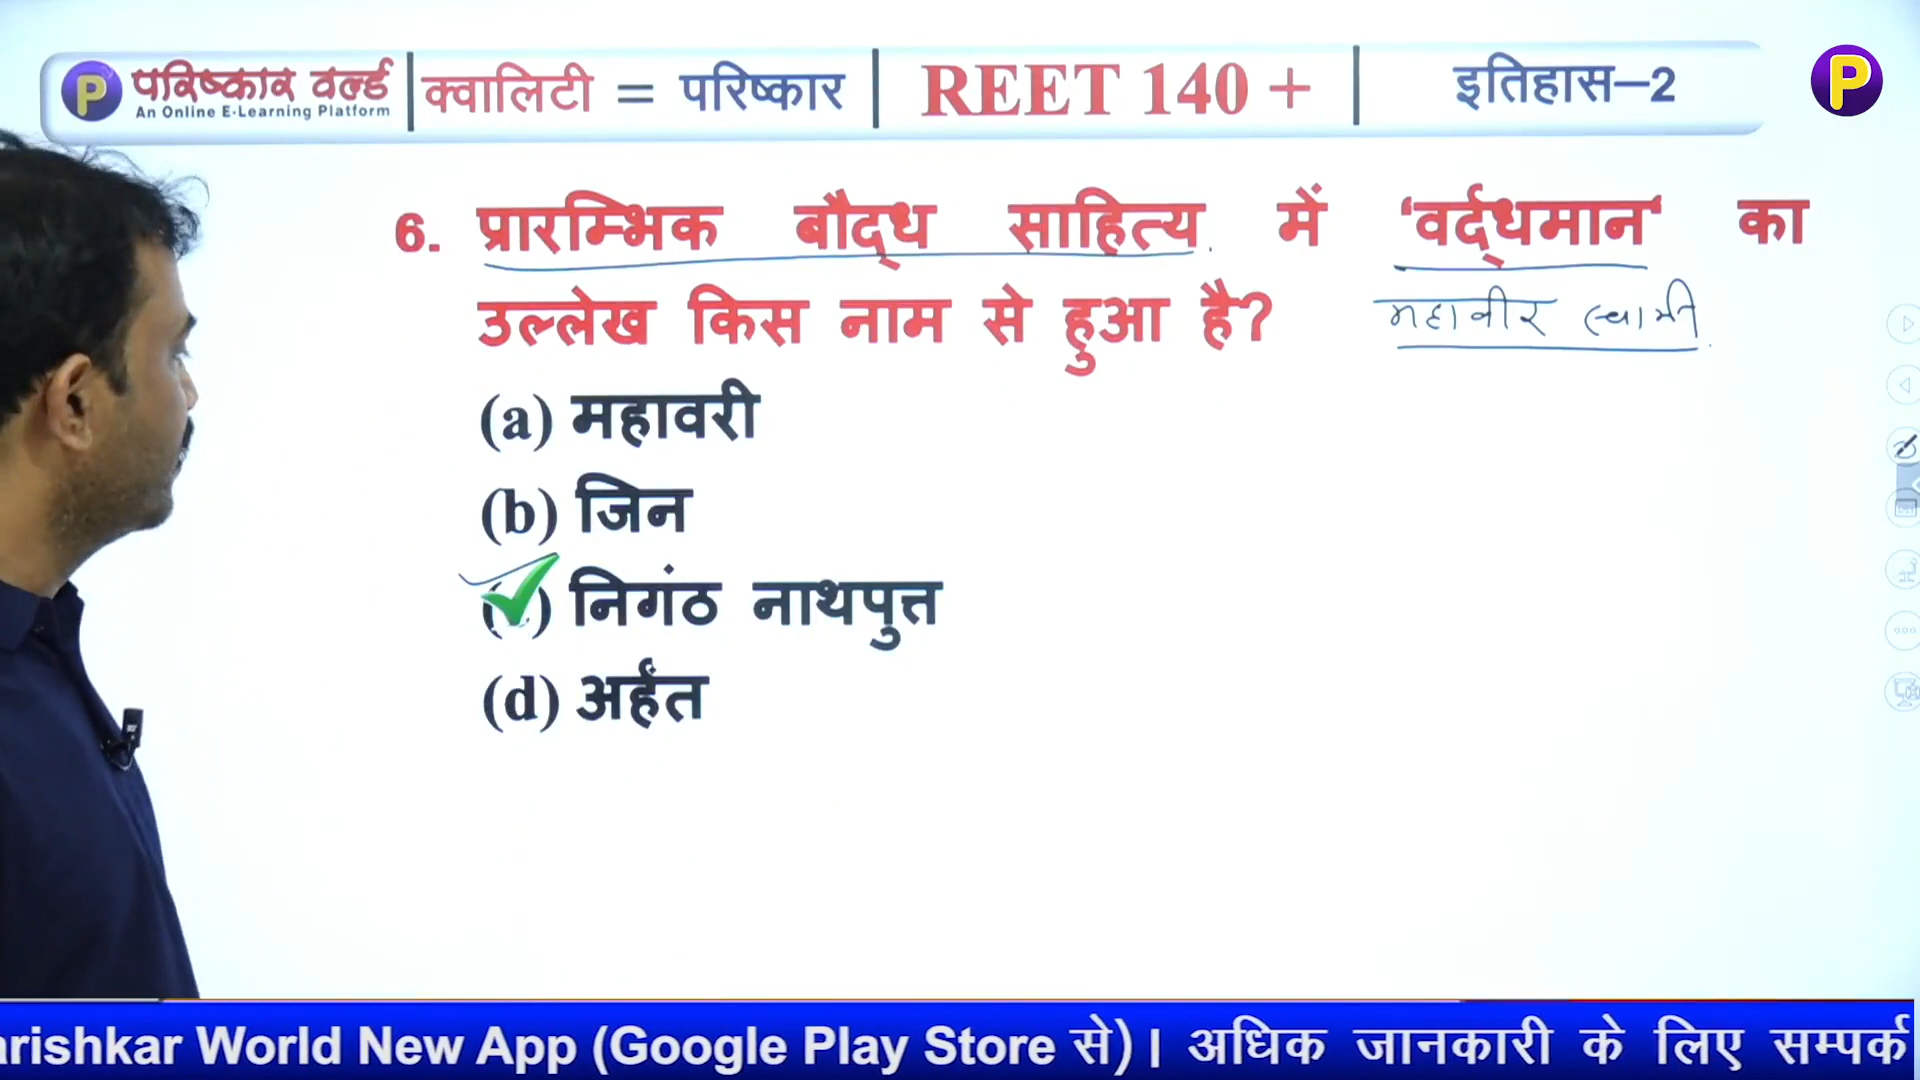 परिष्कार वर्ल्ड
An Online E-Learning Platform
क्वालिटी = परिष्कार
REET 140 +
इतिहास–2
P
P
6. प्रारम्भिक बौद्ध साहित्य में ‘वर्द्धमान‘ का
उल्लेख किस नाम से हुआ है?
महावीर स्वामी
(a) महावरी
(b) जिन
निगंठ नाथपुत्त
(d) अर्हंत
arishkar World New App (Google Play Store से) । अधिक जानकारी के लिए सम्पर्क